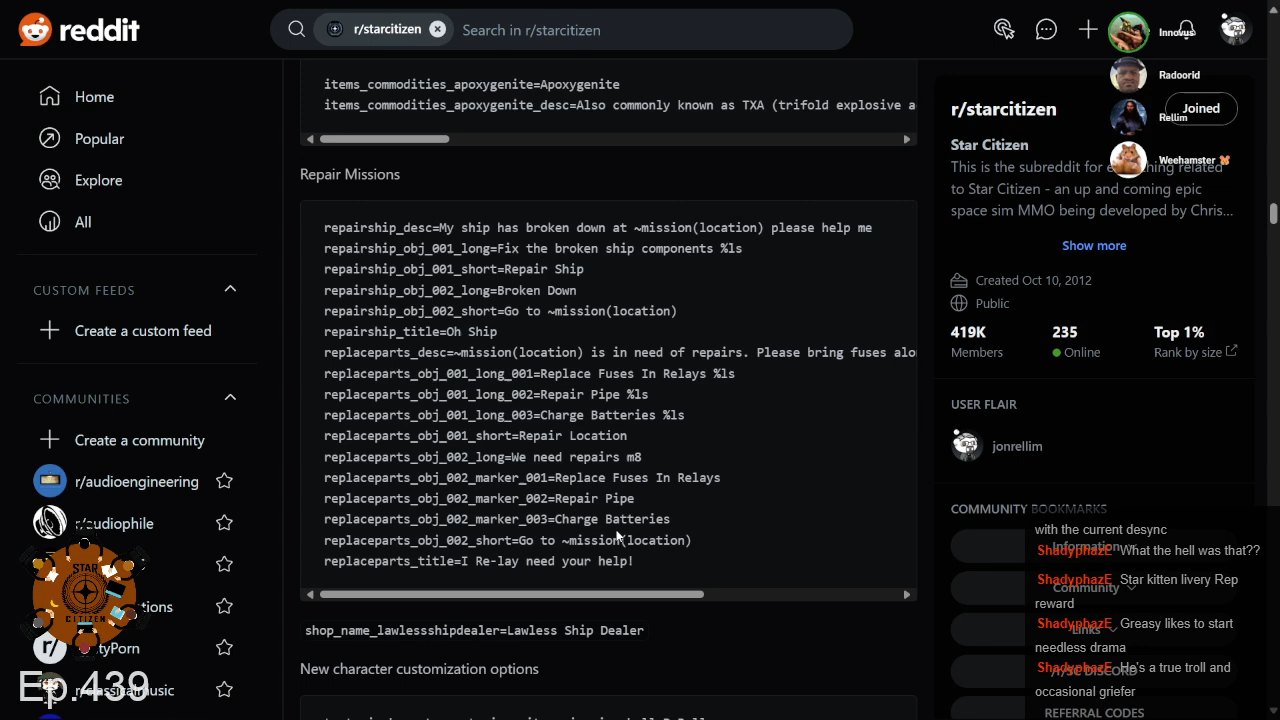 reddit
r/starcitizen
Search in r/starcitizen
Innovus
Radoorld
Rellim
Weehamster
Home
Popular
Explore
All
CUSTOM FEEDS
Create a custom feed
COMMUNITIES
Create a community
r/audioengineering
r/audiophile
STAR
CITIZEN
Ep.439
items_commodities_apoxygenite=Apoxygenite
items_commodities_apoxygenite_desc=Also commonly known as TXA (trifold explosive a
Repair Missions
repairship_desc=My ship has broken down at ~mission(location) please help me
repairship_obj_001_long=Fix the broken ship components %ls
repairship_obj_001_short=Repair Ship
repairship_obj_002_long=Broken Down
repairship_obj_002_short=Go to ~mission(location)
repairship_title=Oh Ship
replaceparts_desc=~mission(location) is in need of repairs. Please bring fuses alo
replaceparts_obj_001_long_001=Replace Fuses In Relays %ls
replaceparts_obj_001_long_002=Repair Pipe %ls
replaceparts_obj_001_long_003=Charge Batteries %ls
replaceparts_obj_001_short=Repair Location
replaceparts_obj_002_long=We need repairs m8
replaceparts_obj_002_marker_001=Replace Fuses In Relays
replaceparts_obj_002_marker_002=Repair Pipe
replaceparts_obj_002_marker_003=Charge Batteries
replaceparts_obj_002_short=Go to ~mission(location)
replaceparts_title=I Re-lay need your help!
shop_name_lawlessshipdealer=Lawless Ship Dealer
New character customization options
r/starcitizen
Joined
Star Citizen
This is the subreddit for everything related
to Star Citizen - an up and coming epic
space sim MMO being developed by Chris...
Show more
Created Oct 10, 2012
Public
419K
235
Top 1%
Members
Online
Rank by size
USER FLAIR
jonrellim
COMMUNITY BOOKMARKS
with the current desync
Information
ShadyphazE What the hell was that??
ShadyphazE Star kitten livery Rep
reward
Community
ShadyphazE Greasy likes to start
needless drama
Links
ShadyphazE He's a true troll and
occasional griefer
/r/SC DISCORD
REFERRAL CODES